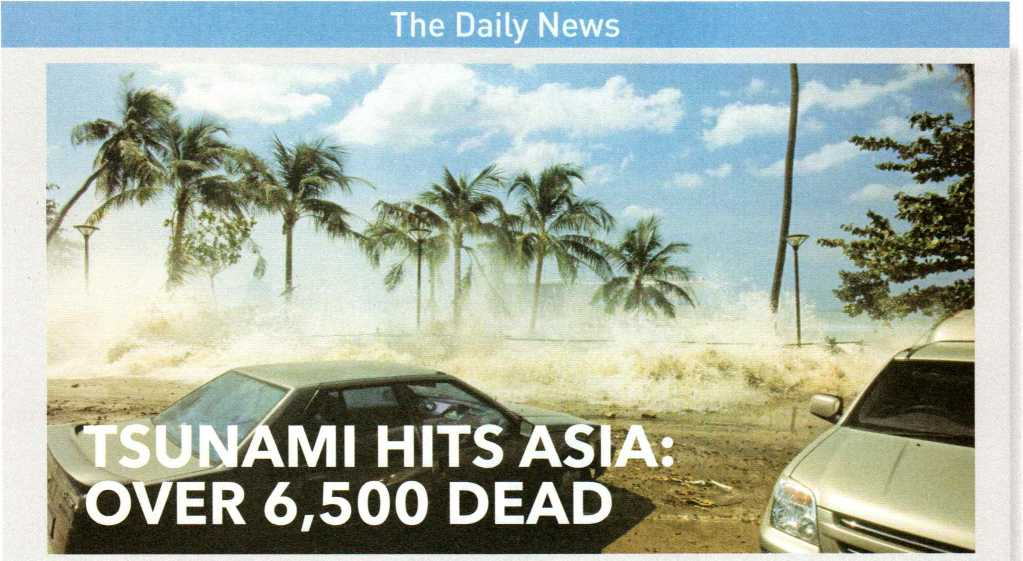 The Daily News
TSUNAMI HITS ASIA:
OVER 6,500 DEAD